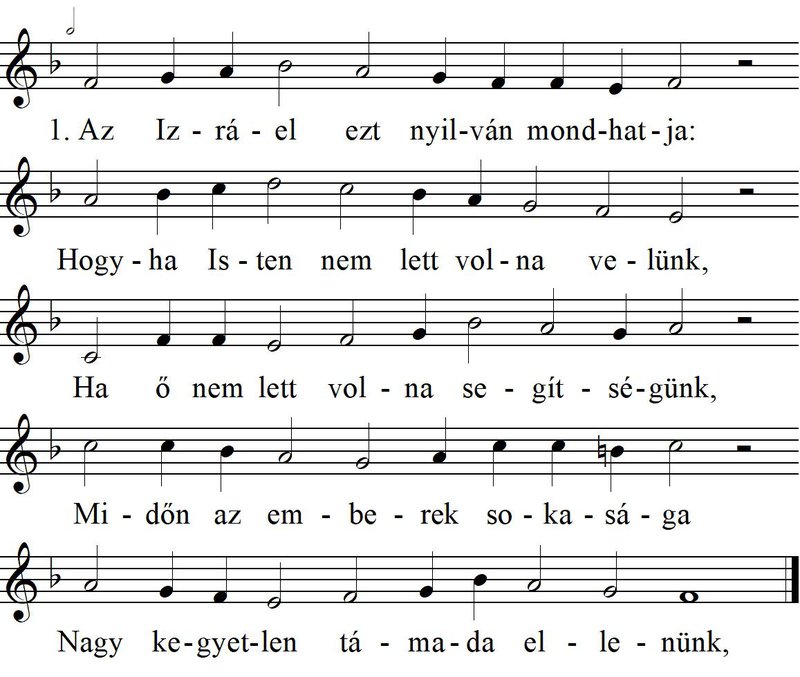 1. Az Iz - rá - el ezt nyil-ván mond-hat-ja:
Hogy - ha Is - ten nem lett vol - na ve - lünk,
Ha ő nem lett vol - na se - gít - sé-günk,
Mi - dőn az em - be - rek so - ka - sá - ga
Nagy ke-gyet-len tá - ma-da el - le - nünk,